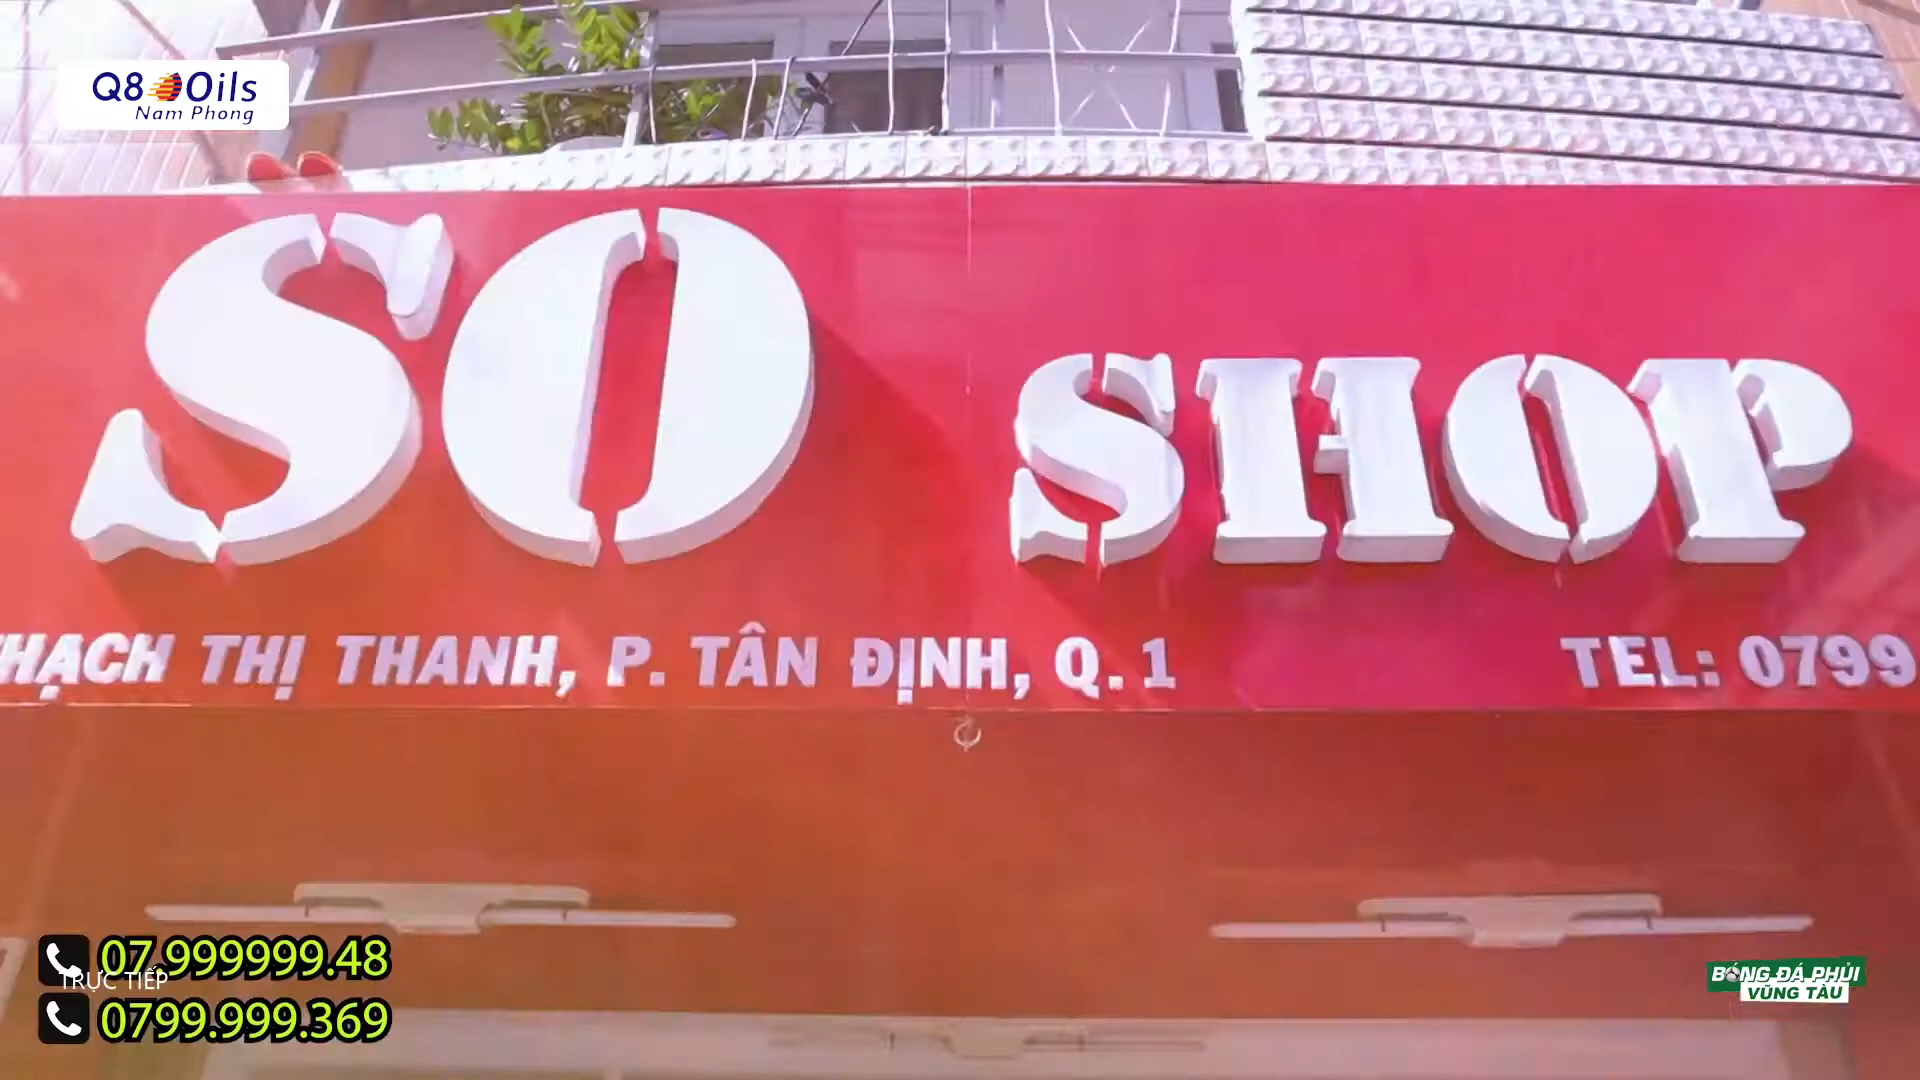 Q8 Oils
Nam Phong
SO SHOP
THẠCH THỊ THANH, P. TÂN ĐỊNH, Q. 1
TEL: 0799
07.999999.48
TRỰC TIẾP
0799.999.369
BÓNG ĐÁ PHỦI
VŨNG TÀU